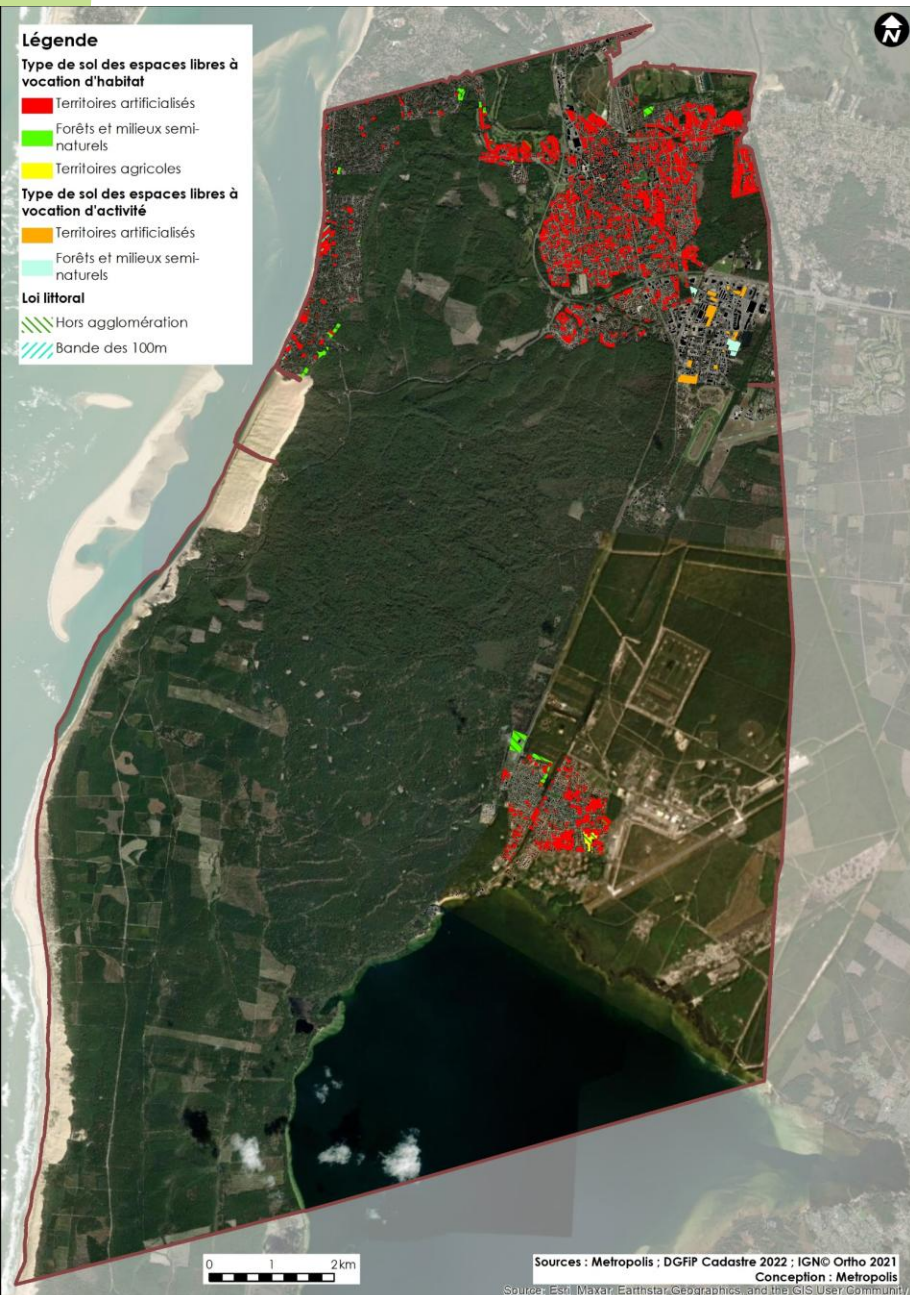 N
Légende
Type de sol des espaces libres à
vocation d'habitat
Territoires artificialisés
Forêts et milieux semi-
naturels
Territoires agricoles
Type de sol des espaces libres à
vocation d'activité
Territoires artificialisés
Forêts et milieux semi-
naturels
Loi littoral
Hors agglomération
Bande des 100m
0 1 2 km
Sources : Metropolis ; DGFiP Cadastre 2022 ; IGN© Ortho 2021
Conception : Metropolis
Source: Esri, Maxar, Earthstar Geographics, and the GIS User Community